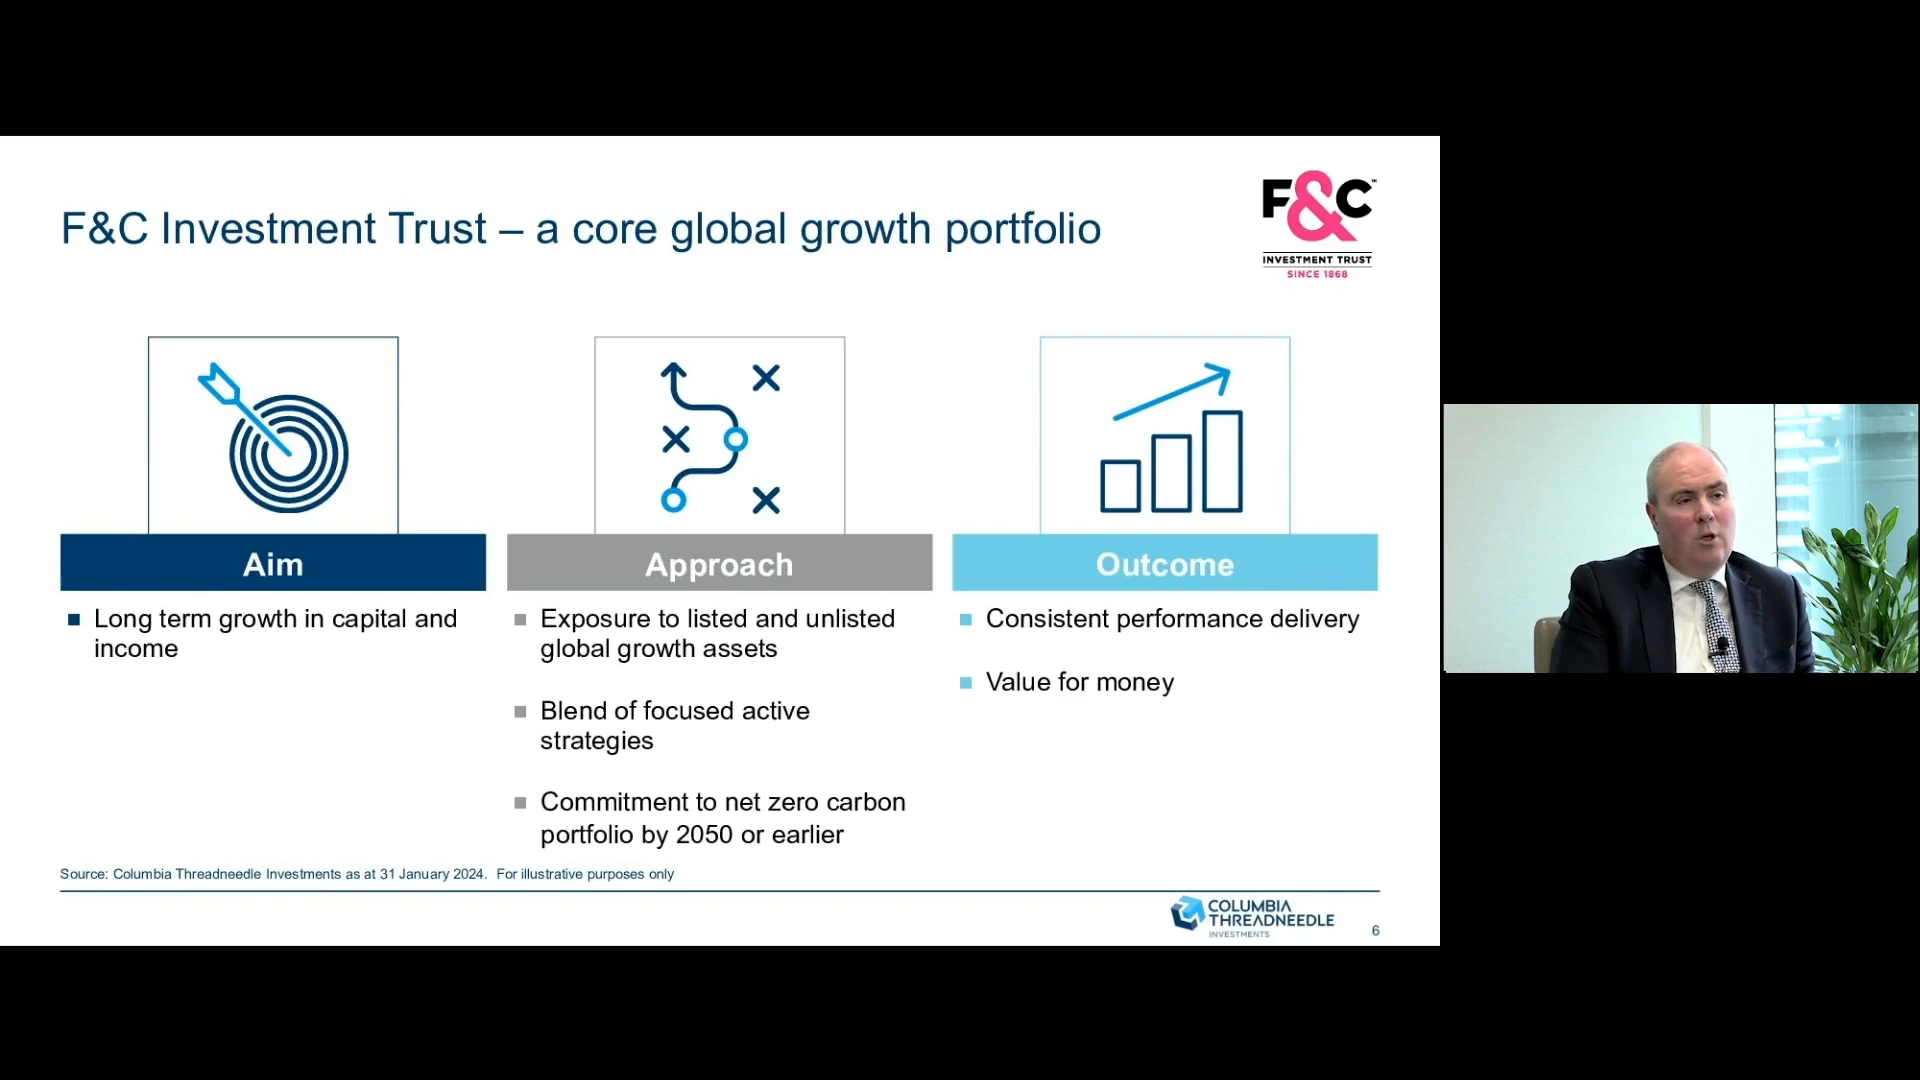 F&C Investment Trust – a core global growth portfolio
F&C™
INVESTMENT TRUST
SINCE 1868
Aim
Long term growth in capital and
income
Approach
Exposure to listed and unlisted
global growth assets
Blend of focused active
strategies
Commitment to net zero carbon
portfolio by 2050 or earlier
Outcome
Consistent performance delivery
Value for money
Source: Columbia Threadneedle Investments as at 31 January 2024. For illustrative purposes only
COLUMBIA
THREADNEEDLE
INVESTMENTS
6